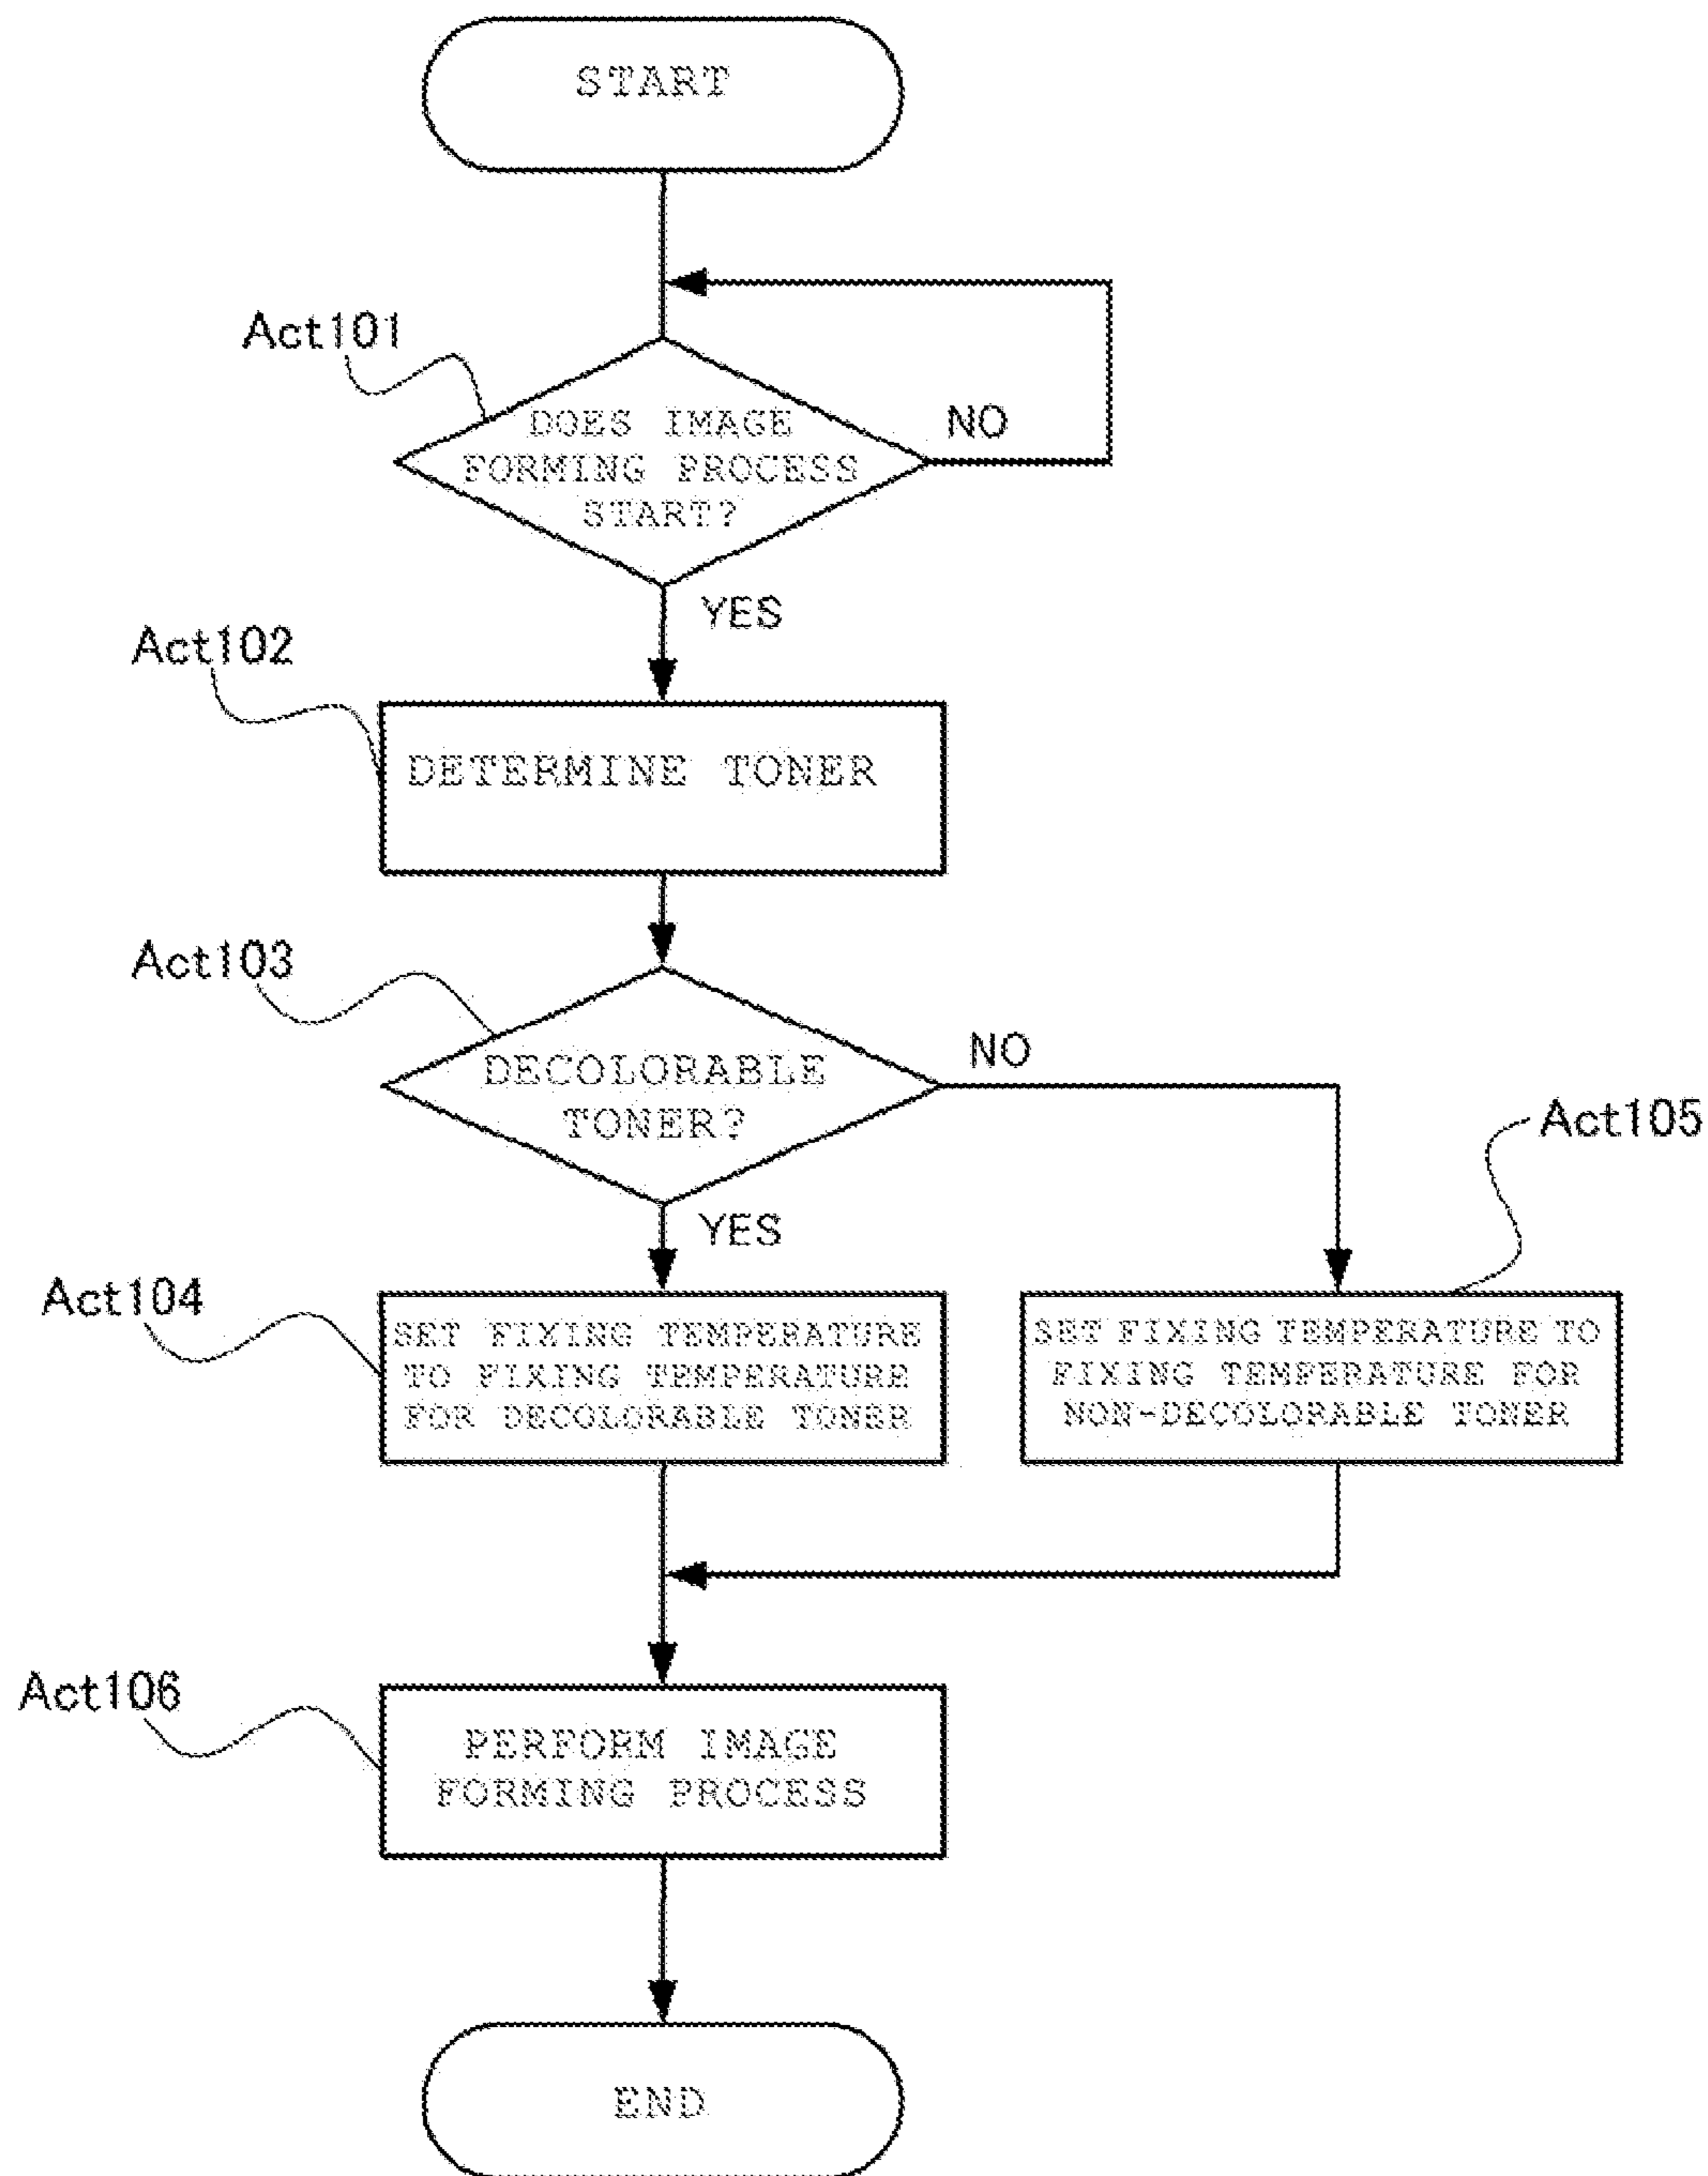 START
Act101
DOES IMAGE
FORMING PROCESS
START?
NO
YES
Act102
DETERMINE TONER
Act103
DECOLORABLE
TONER?
NO
YES
Act104
SET FIXING TEMPERATURE
TO FIXING TEMPERATURE
FOR DECOLORABLE TONER
Act105
SET FIXING TEMPERATURE TO
FIXING TEMPERATURE FOR
NON-DECOLORABLE TONER
Act106
PERFORM IMAGE
FORMING PROCESS
END